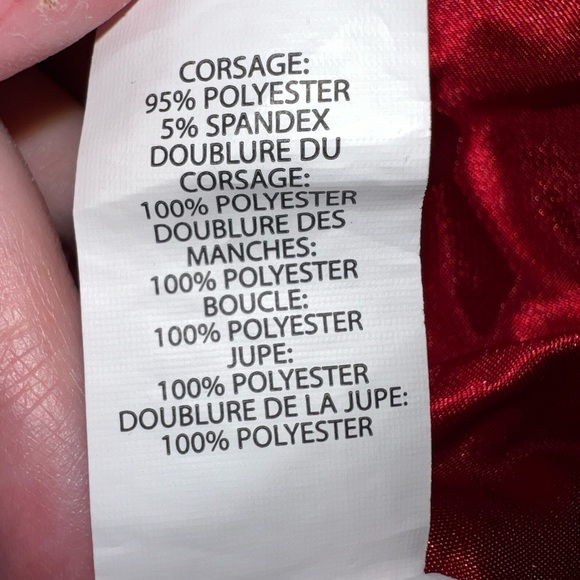 CORSAGE:
95% POLYESTER
5% SPANDEX
DOUBLURE DU
CORSAGE:
100% POLYESTER
DOUBLURE DES
MANCHES:
100% POLYESTER
BOUCLE:
100% POLYESTER
JUPE:
100% POLYESTER
DOUBLURE DE LA JUPE:
100% POLYESTER